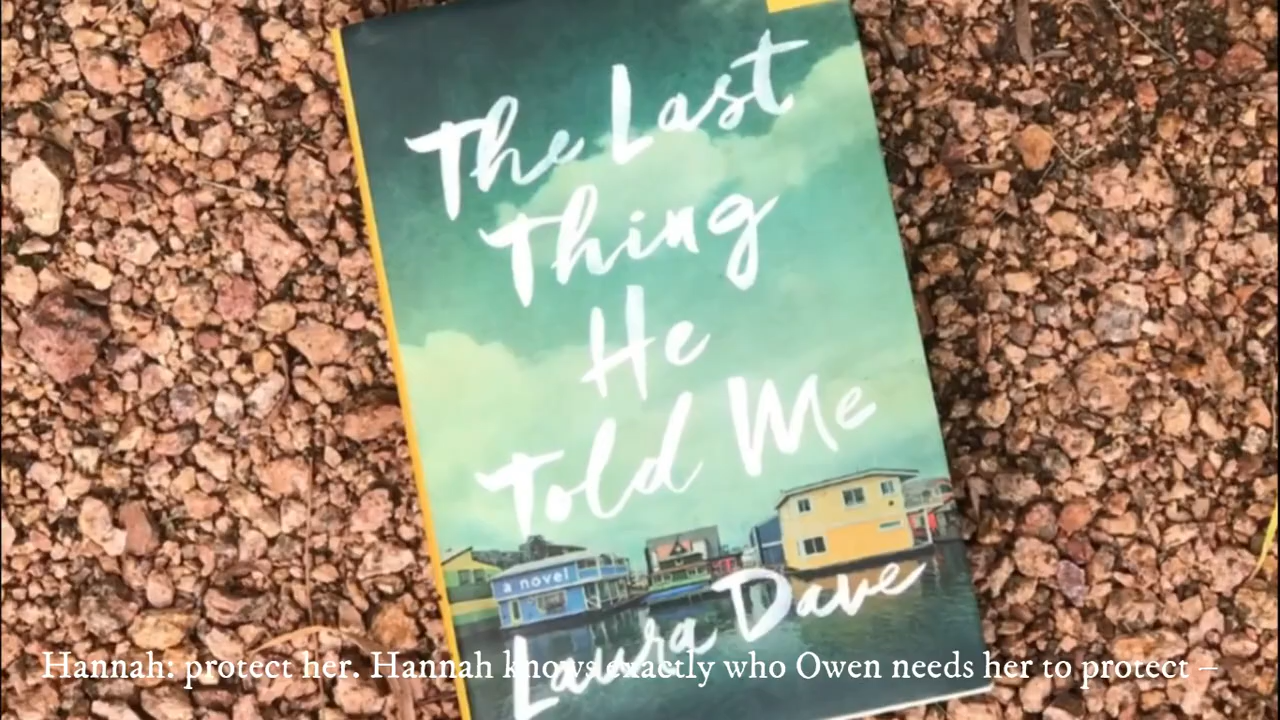 The Last
Thing
He
Told Me
a novel
Laura Dave
Hannah: protect her. Hannah knows exactly who Owen needs her to protect –